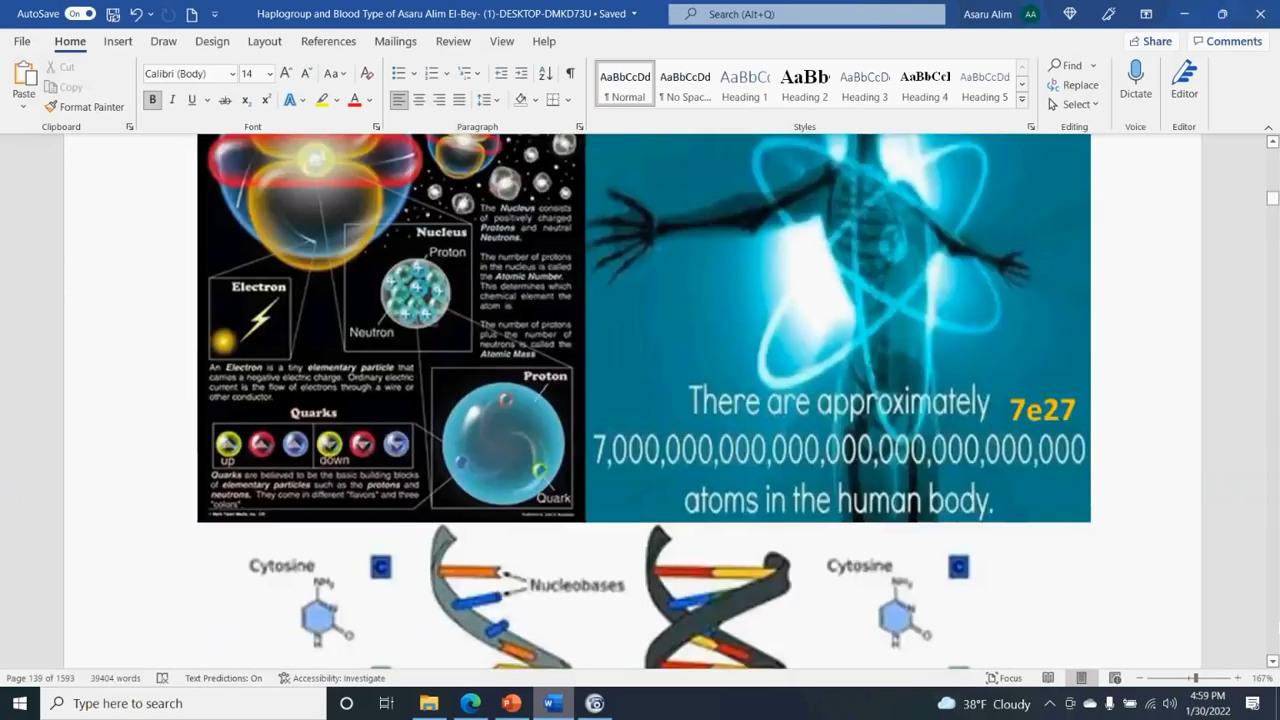 AutoSave On Haplogroup and Blood Type of Asaru Alim El-Bey- (1)-DESKTOP-DMKD73U • Saved Search (Alt+Q) Asaru Alim AA
File Home Insert Draw Design Layout References Mailings Review View Help Share Comments
Paste Cut Copy Format Painter
Calibri (Body) 14
AaBbCcDd AaBbCcDd AaBbCc AaBb AaBbCcD AaBbCcI AaBbCcDd
¶ Normal ¶ No Spac... Heading 1 Heading 2 Heading 3 Heading 4 Heading 5
Find Replace Select
Dictate Editor
Clipboard Font Paragraph Styles Editing Voice Editor
The Nucleus consists
of positively charged
Protons and neutral
Neutrons.
Nucleus
Proton
Neutron
The number of protons
in the nucleus is called
the Atomic Number.
This determines which
chemical element the
atom is.
The number of protons
plus the number of
neutrons is called the
Atomic Mass
Electron
An Electron is a tiny elementary particle that
carries a negative electric charge. Ordinary electric
current is the flow of electrons through a wire or
other conductor.
Quarks
up down
Quarks are believed to be the basic building blocks
of elementary particles such as the protons and
neutrons. They come in different "flavors" and three
"colors"
Proton
Quark
There are approximately 7e27
7,000,000,000,000,000,000,000,000,000
atoms in the human body.
Cytosine C Nucleobases Cytosine C
NH₂ NH₂
N N
N O N O
H H
Page 139 of 1593 39404 words Text Predictions: On Accessibility: Investigate Focus 167%
Type here to search 38°F Cloudy 4:59 PM
1/30/2022